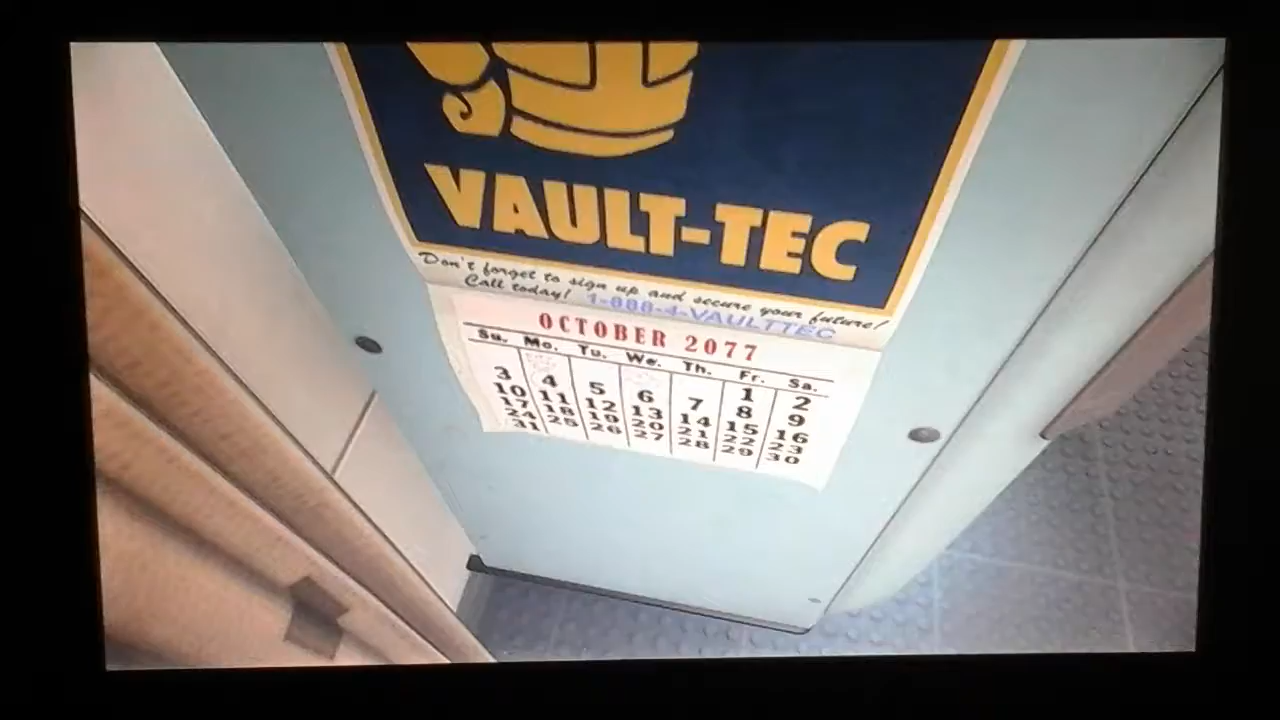 VAULT-TEC
Don't forget to sign up and secure your future!
Call today! 1-888-4-VAULTTEC
OCTOBER 2077
Su. Mo. Tu. We. Th. Fr. Sa.
1 2
3 4 5 6 7 8 9
10 11 12 13 14 15 16
17 18 19 20 21 22 23
24 25 26 27 28 29 30
31